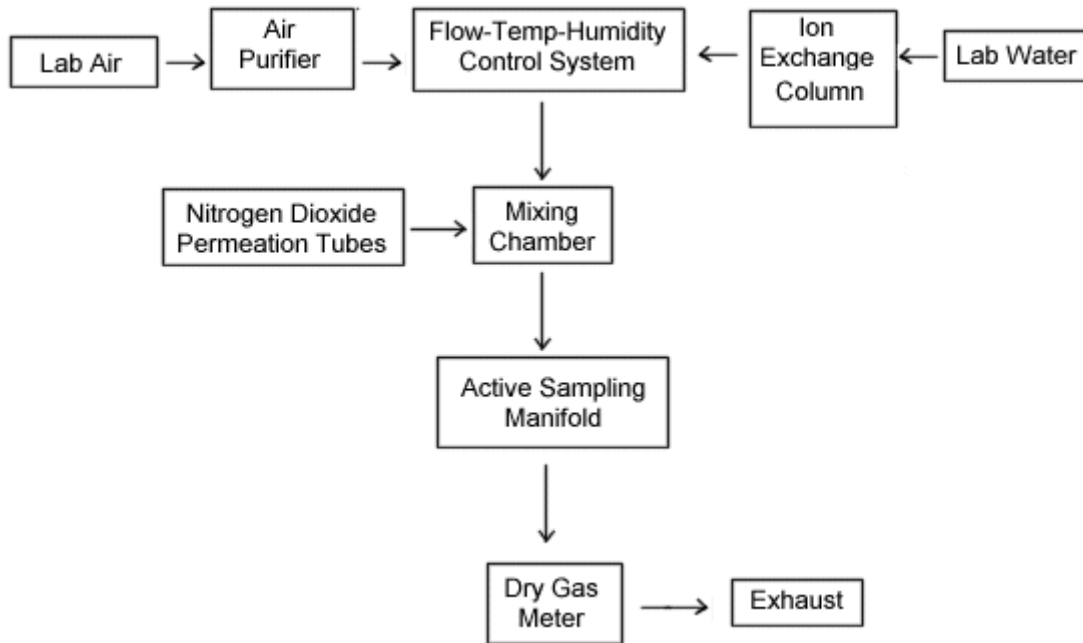 Lab Air
Air
Purifier
Flow-Temp-Humidity
Control System
Ion
Exchange
Column
Lab Water
Nitrogen Dioxide
Permeation Tubes
Mixing
Chamber
Active Sampling
Manifold
Dry Gas
Meter
Exhaust